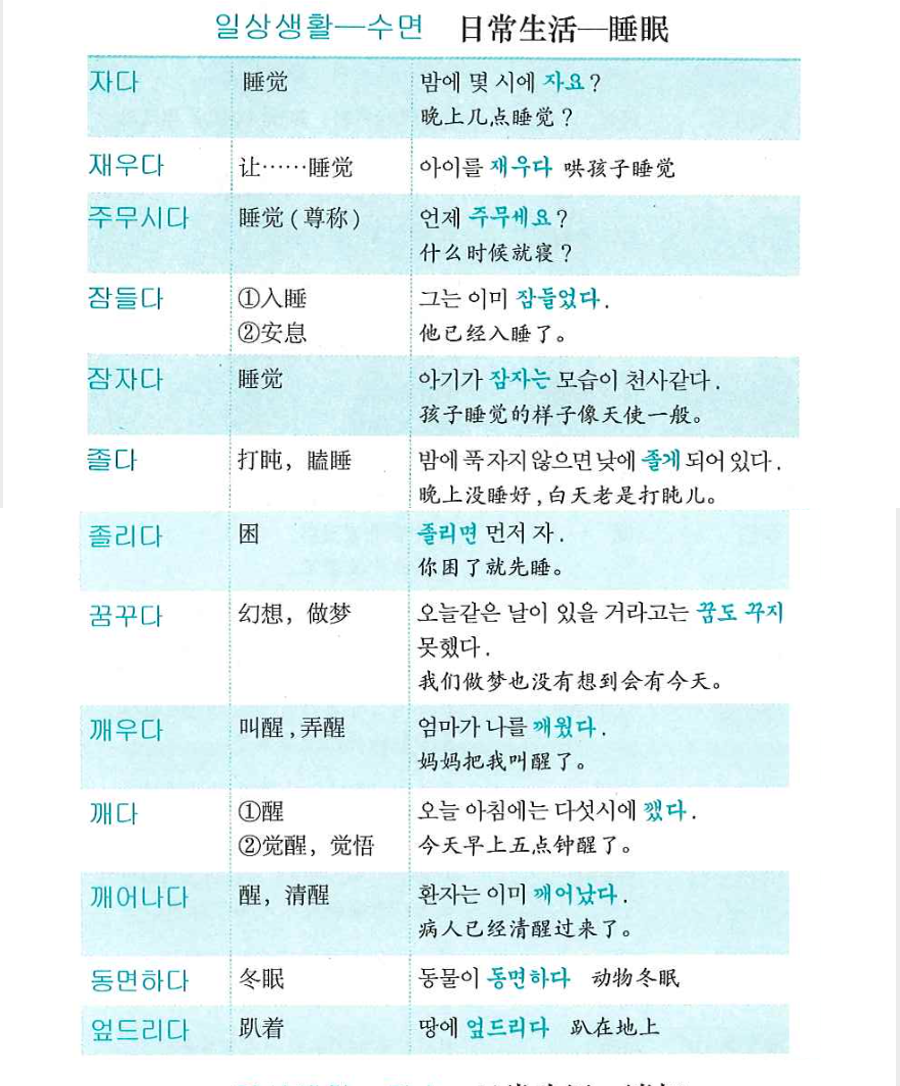 일상생활—수면 日常生活—睡眠
자다 睡觉 밤에 몇 시에 자요?
晚上几点睡觉?
재우다 让……睡觉 아이를 재우다 哄孩子睡觉
주무시다 睡觉(尊称) 언제 주무세요?
什么时候就寝?
잠들다 ①入睡 그는 이미 잠들었다.
②安息 他已经入睡了。
잠자다 睡觉 아기가 잠자는 모습이 천사같다.
孩子睡觉的样子像天使一般。
졸다 打盹，瞌睡 밤에 푹 자지 않으면 낮에 졸게 되어 있다.
晚上没睡好,白天老是打盹儿。
졸리다 困 졸리면 먼저 자.
你困了就先睡。
꿈꾸다 幻想，做梦 오늘같은 날이 있을 거라고는 꿈도 꾸지
못했다.
我们做梦也没有想到会有今天。
깨우다 叫醒,弄醒 엄마가 나를 깨웠다.
妈妈把我叫醒了。
깨다 ①醒 오늘 아침에는 다섯시에 깼다.
②觉醒，觉悟 今天早上五点钟醒了。
깨어나다 醒，清醒 환자는 이미 깨어났다.
病人已经清醒过来了。
동면하다 冬眠 동물이 동면하다 动物冬眠
엎드리다 趴着 땅에 엎드리다 趴在地上